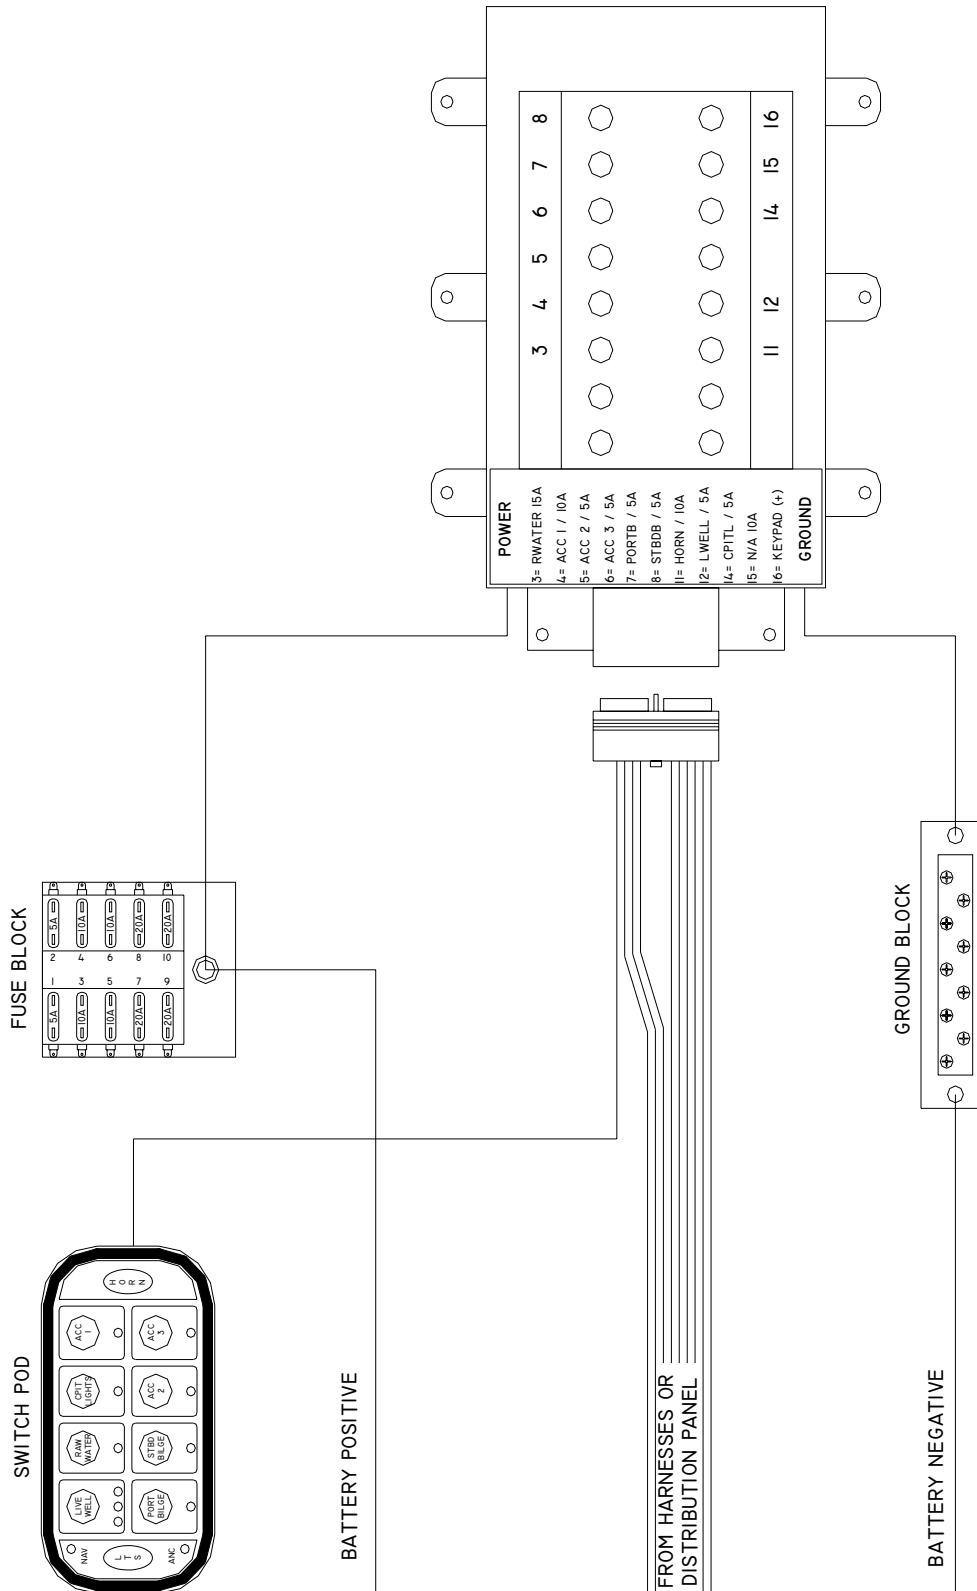 8
7
6
5
4
3
16
15
14
12
11
POWER
3= RWATER 15A
4= ACC 1 / 10A
5= ACC 2 / 5A
6= ACC 3 / 5A
7= PORTB / 5A
8= STBDB / 5A
11= HORN / 10A
12= LWELL / 5A
14= CPITL / 5A
15= N/A 10A
16= KEYPAD (+)
GROUND
FUSE BLOCK
5A
10A
10A
20A
20A
2
4
6
8
10
1
3
5
7
9
5A
10A
10A
20A
20A
GROUND BLOCK
SWITCH POD
HORN
ACC
1
ACC
3
CPIT
LIGHTS
ACC
2
RAW
WATER
STBD
BILGE
LIVE
WELL
PORT
BILGE
NAV
LTS
ANC
BATTERY POSITIVE
FROM HARNESSES OR
DISTRIBUTION PANEL
BATTERY NEGATIVE